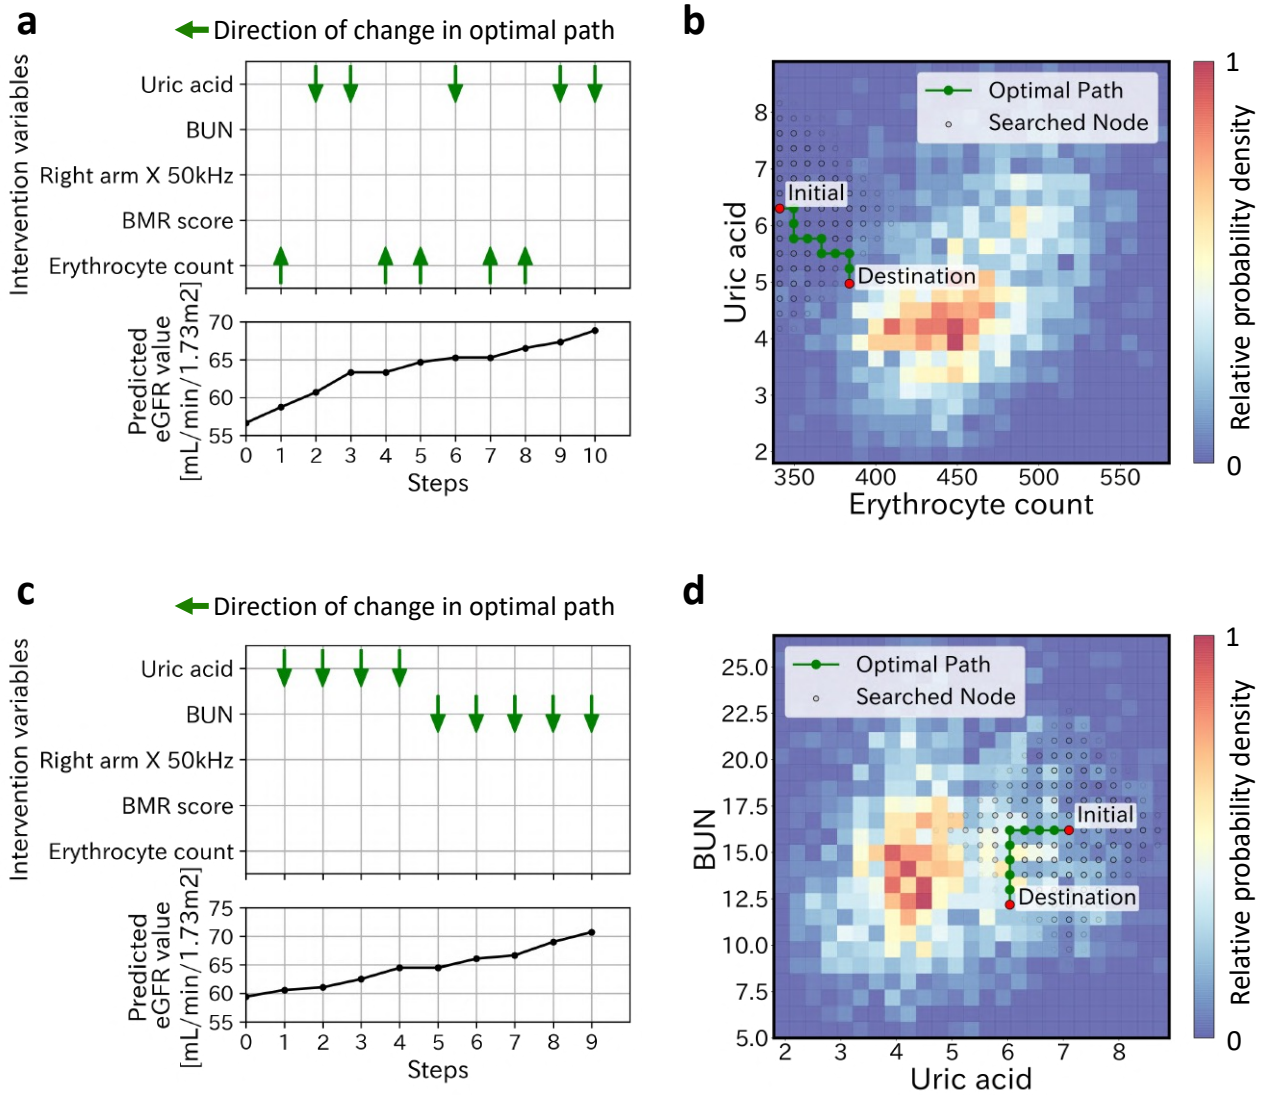 a
Direction of change in optimal path
Intervention variables
Uric acid
BUN
Right arm X 50kHz
BMR score
Erythrocyte count
Predicted
eGFR value
[mL/min/1.73m2]
70
65
60
55
0 1 2 3 4 5 6 7 8 9 10
Steps
b
Optimal Path
Searched Node
Initial
Destination
Uric acid
8
7
6
5
4
3
2
350 400 450 500 550
Erythrocyte count
1
0
Relative probability density
c
Direction of change in optimal path
Intervention variables
Uric acid
BUN
Right arm X 50kHz
BMR score
Erythrocyte count
Predicted
eGFR value
[mL/min/1.73m2]
75
70
65
60
55
0 1 2 3 4 5 6 7 8 9
Steps
d
Optimal Path
Searched Node
Initial
Destination
BUN
25.0
22.5
20.0
17.5
15.0
12.5
10.0
7.5
5.0
2 3 4 5 6 7 8
Uric acid
1
0
Relative probability density